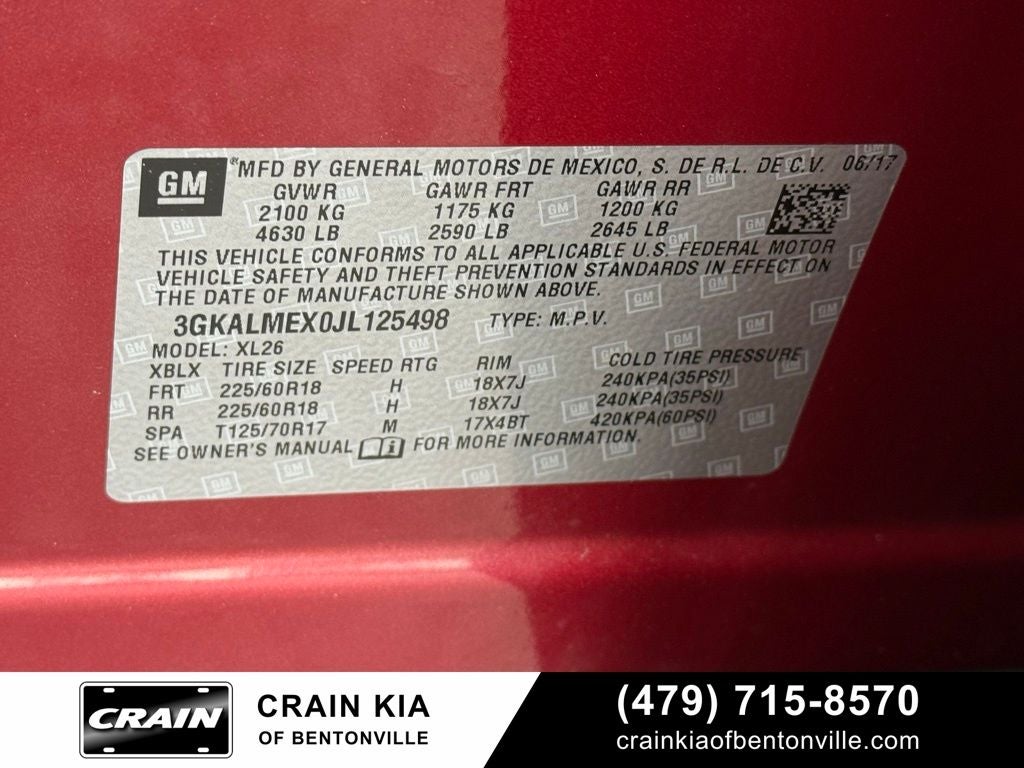 GM
MFD BY GENERAL MOTORS DE MEXICO, S. DE R.L. DE C.V. 06/17
GVWR GAWR FRT GAWR RR
2100 KG 1175 KG 1200 KG
4630 LB 2590 LB 2645 LB
THIS VEHICLE CONFORMS TO ALL APPLICABLE U.S. FEDERAL MOTOR
VEHICLE SAFETY AND THEFT PREVENTION STANDARDS IN EFFECT ON
THE DATE OF MANUFACTURE SHOWN ABOVE.
3GKALMEX0JL125498 TYPE: M.P.V.
MODEL: XL26
XBLX TIRE SIZE SPEED RTG RIM COLD TIRE PRESSURE
FRT 225/60R18 H 18X7J 240KPA(35PSI)
RR 225/60R18 H 18X7J 240KPA(35PSI)
SPA T125/70R17 M 17X4BT 420KPA(60PSI)
SEE OWNER'S MANUAL FOR MORE INFORMATION.
CRAIN
CRAIN KIA
OF BENTONVILLE
(479) 715-8570
crainkiaofbentonville.com